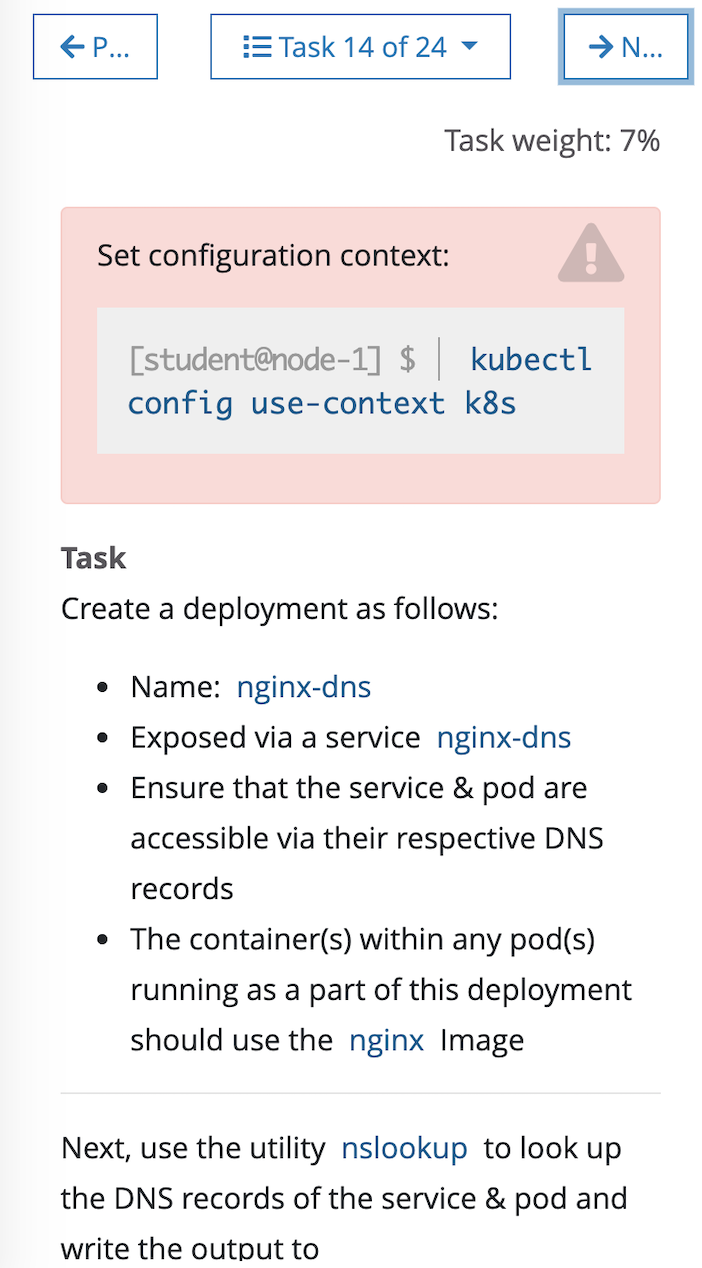 P...
Task 14 of 24
N...
Task weight: 7%
Set configuration context:
[student@node-1] $ | kubectl
config use-context k8s
Task
Create a deployment as follows:
• Name: nginx-dns
• Exposed via a service nginx-dns
• Ensure that the service & pod are
accessible via their respective DNS
records
• The container(s) within any pod(s)
running as a part of this deployment
should use the nginx Image
Next, use the utility nslookup to look up
the DNS records of the service & pod and
write the output to